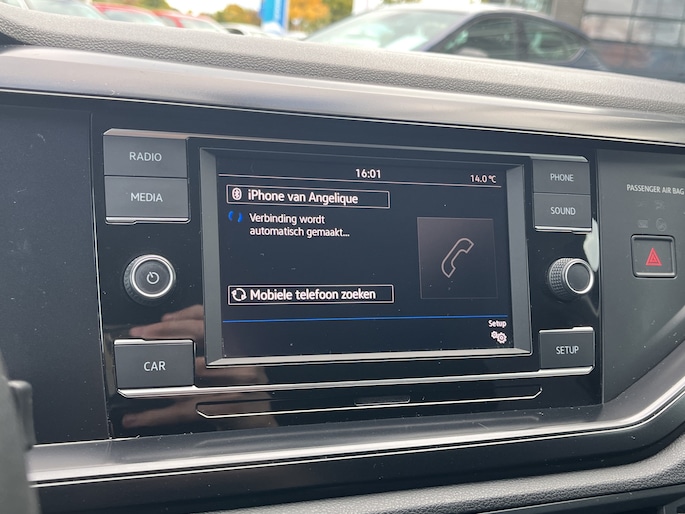 RADIO
MEDIA
CAR
16:01
14.0 °C
iPhone van Angelique
Verbinding wordt
automatisch gemaakt...
Mobiele telefoon zoeken
Setup
PHONE
SOUND
SETUP
PASSENGER AIR BAG